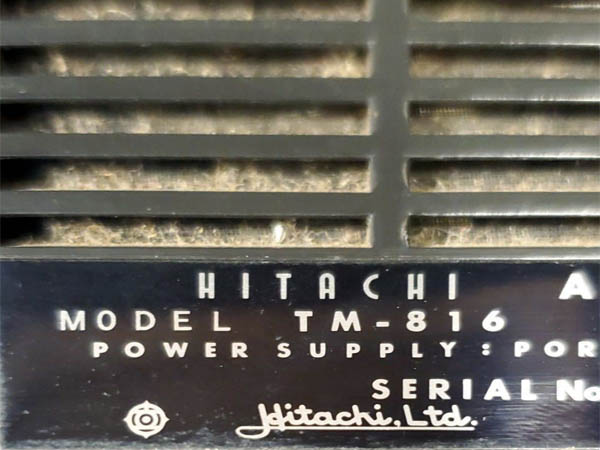 HITACHI A
MODEL TM-816
POWER SUPPLY: POR
SERIAL No
Hitachi, Ltd.